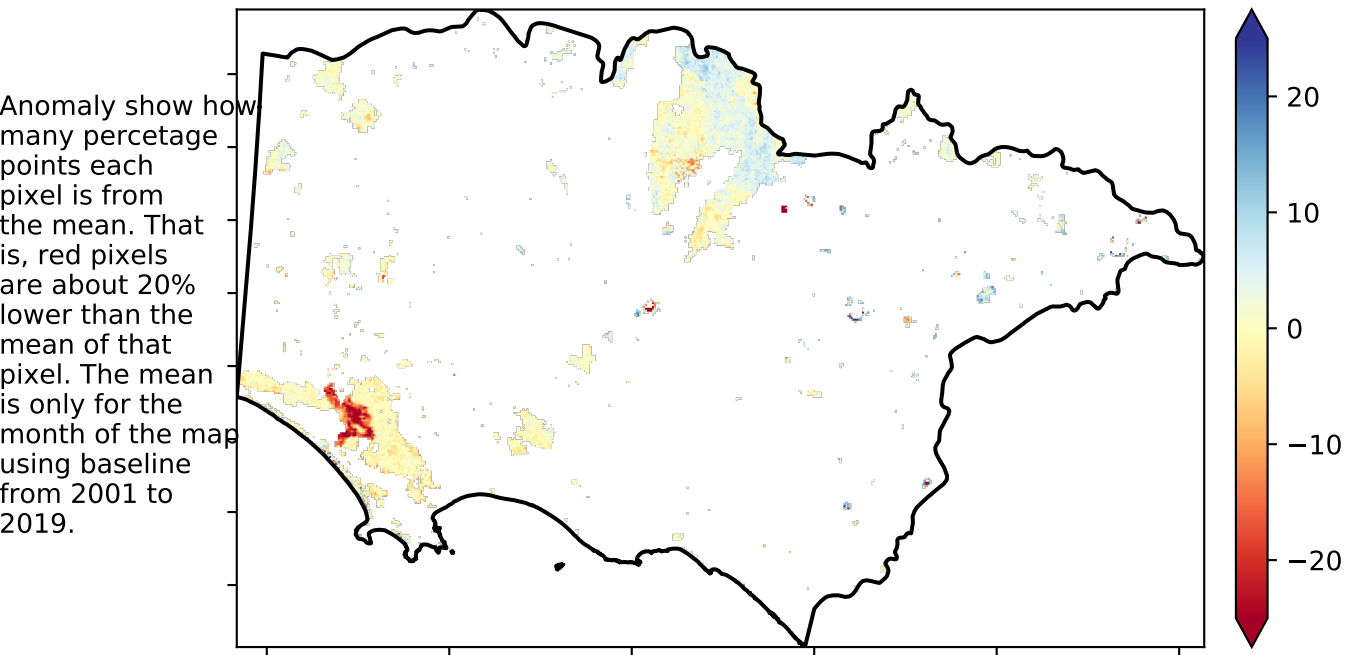 Anomaly show how
many percetage
points each
pixel is from
the mean. That
is, red pixels
are about 20%
lower than the
mean of that
pixel. The mean
is only for the
month of the map
using baseline
from 2001 to
2019.
20
10
0
−10
−20